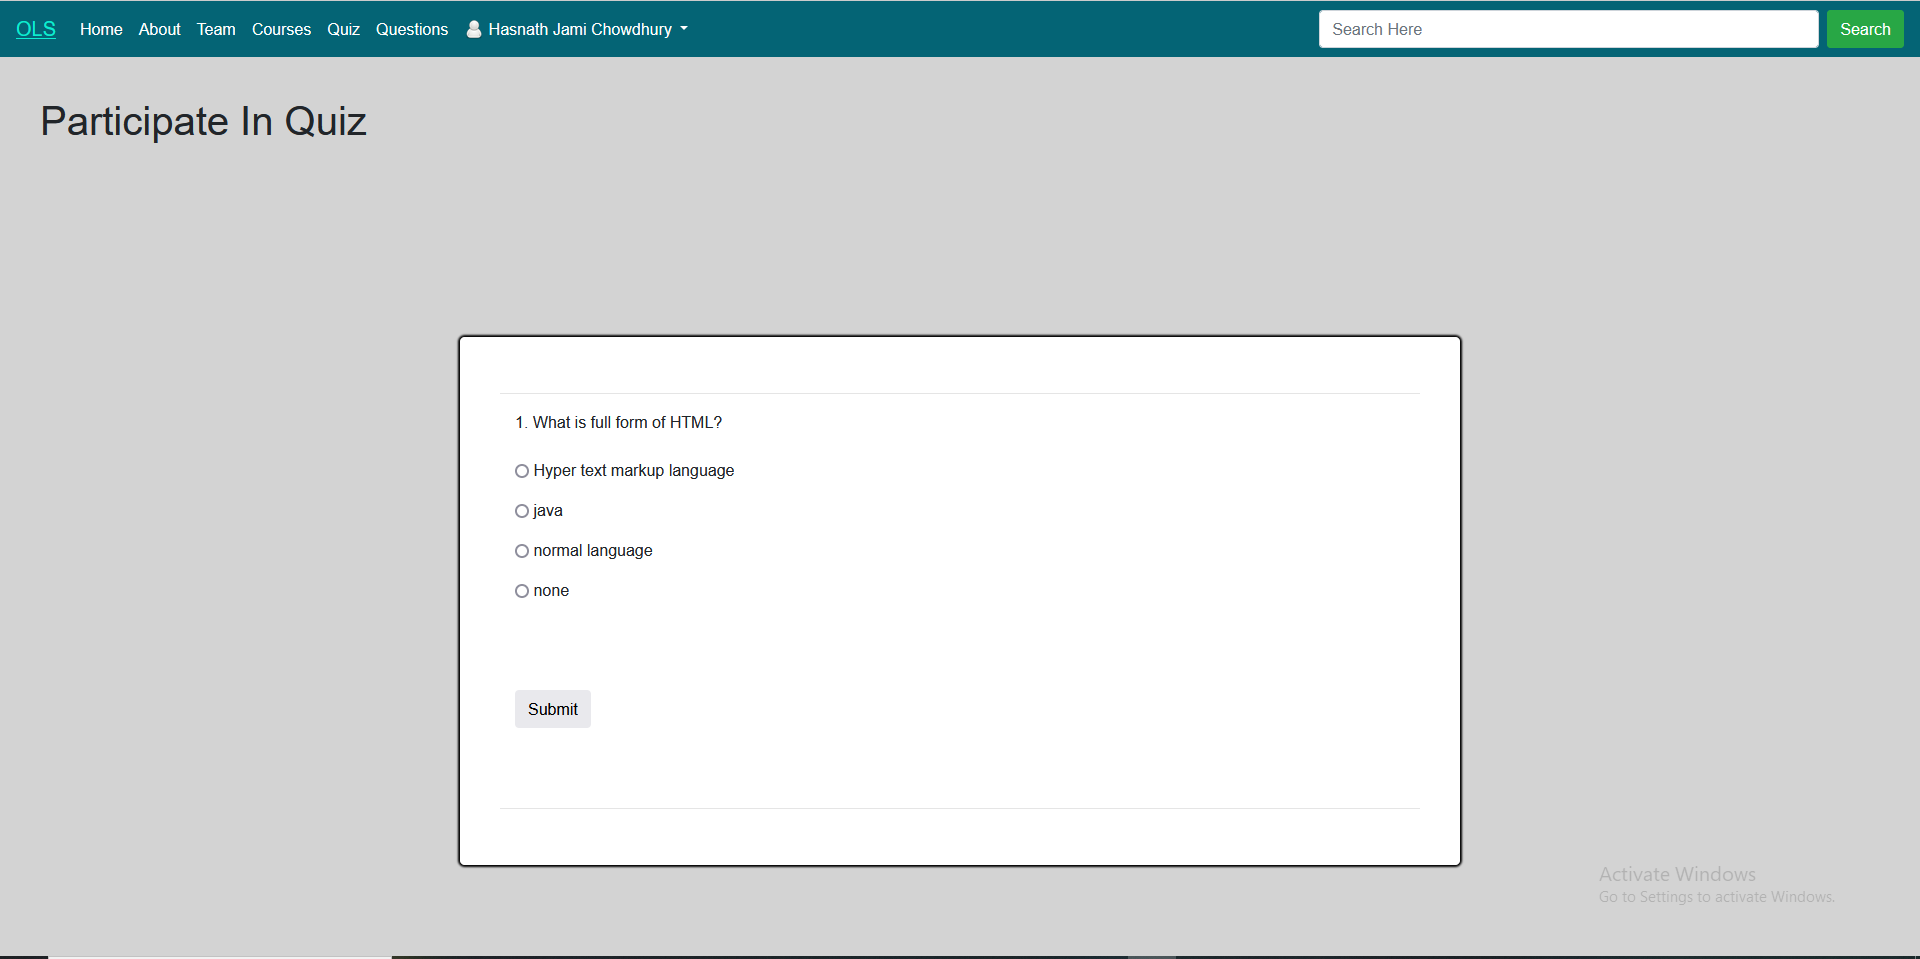 OLS Home About Team Courses Quiz Questions Hasnath Jami Chowdhury Search Here Search
Participate In Quiz
1. What is full form of HTML?
Hyper text markup language
java
normal language
none
Submit
Activate Windows
Go to Settings to activate Windows.